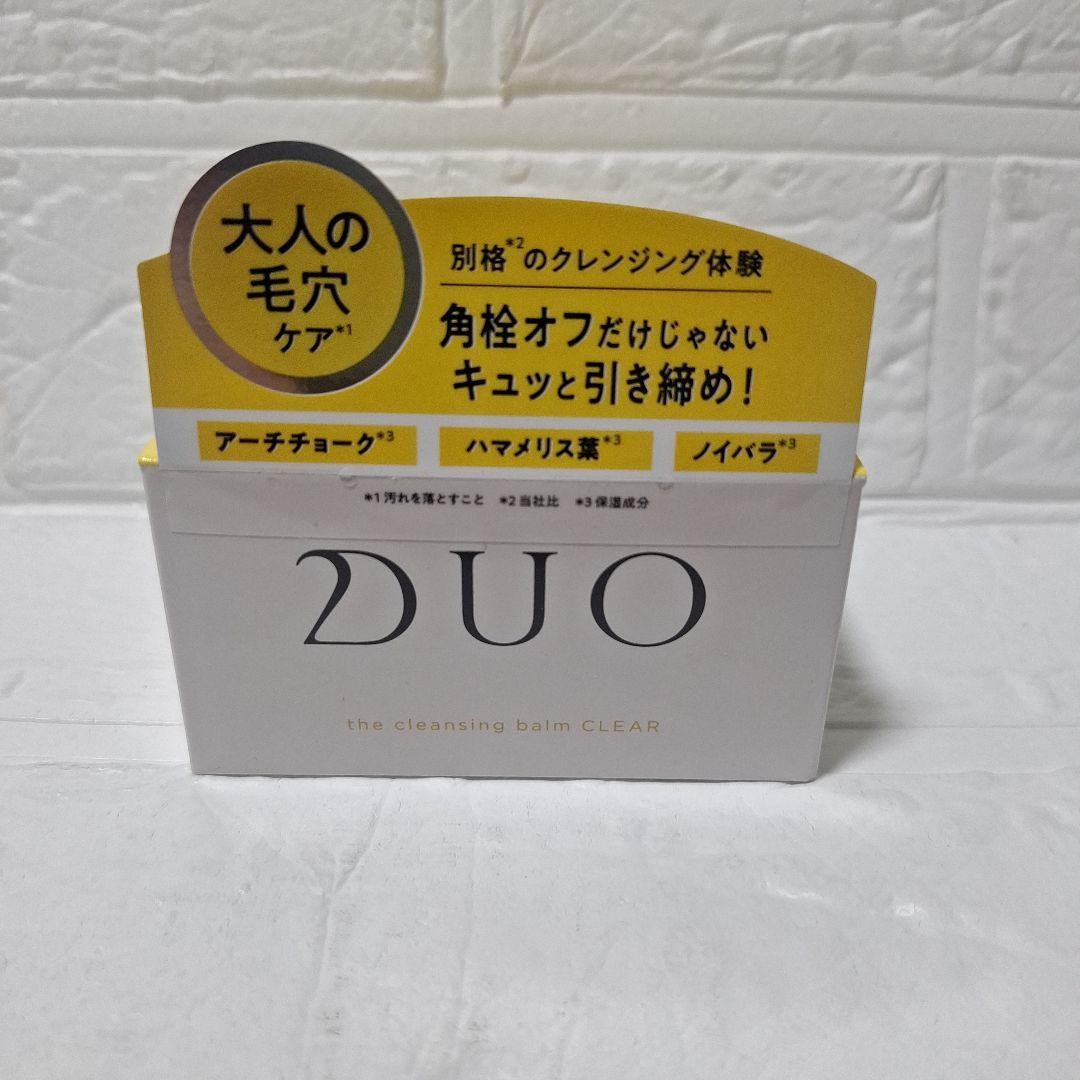 大人の
毛穴
ケア*1
別格*2のクレンジング体験
角栓オフだけじゃない
キュッと引き締め!
アーチチョーク*3 ハマメリス葉*3 ノイバラ*3
*1 汚れを落とすこと *2 当社比 *3 保湿成分
DUO
the cleansing balm CLEAR